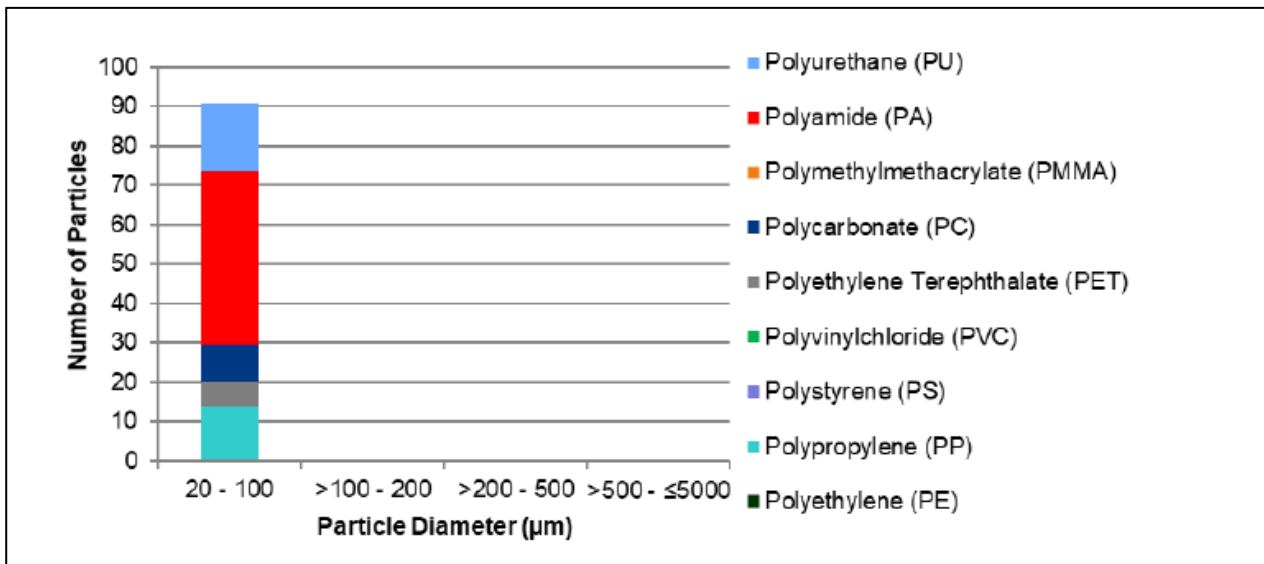 Number of Particles
100
90
80
70
60
50
40
30
20
10
0
20 - 100 >100 - 200 >200 - 500 >500 - ≤5000
Particle Diameter (µm)
Polyurethane (PU)
Polyamide (PA)
Polymethylmethacrylate (PMMA)
Polycarbonate (PC)
Polyethylene Terephthalate (PET)
Polyvinylchloride (PVC)
Polystyrene (PS)
Polypropylene (PP)
Polyethylene (PE)